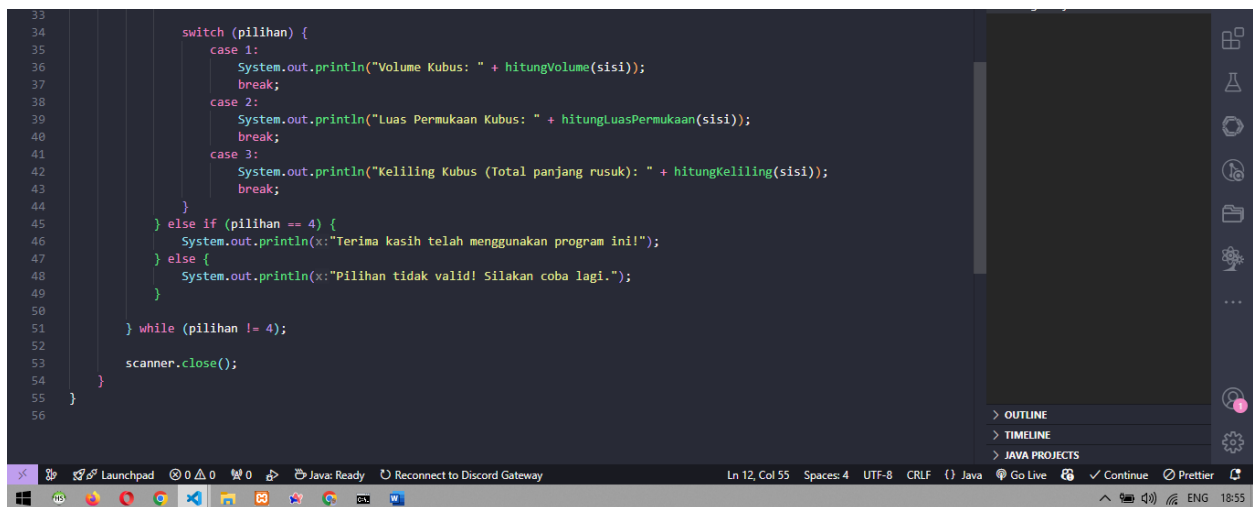 33
34 switch (pilihan) {
35 case 1:
36 System.out.println("Volume Kubus: " + hitungVolume(sisi));
37 break;
38 case 2:
39 System.out.println("Luas Permukaan Kubus: " + hitungLuasPermukaan(sisi));
40 break;
41 case 3:
42 System.out.println("Keliling Kubus (Total panjang rusuk): " + hitungKeliling(sisi));
43 break;
44 }
45 } else if (pilihan == 4) {
46 System.out.println(x:"Terima kasih telah menggunakan program ini!");
47 } else {
48 System.out.println(x:"Pilihan tidak valid! Silakan coba lagi.");
49 }
50
51 } while (pilihan != 4);
52
53 scanner.close();
54 }
55 }
56
1
> OUTLINE
> TIMELINE
> JAVA PROJECTS
Launchpad 0 0 0 Java: Ready Reconnect to Discord Gateway Ln 12, Col 55 Spaces: 4 UTF-8 CRLF {} Java Go Live Continue Prettier
ENG 18:55